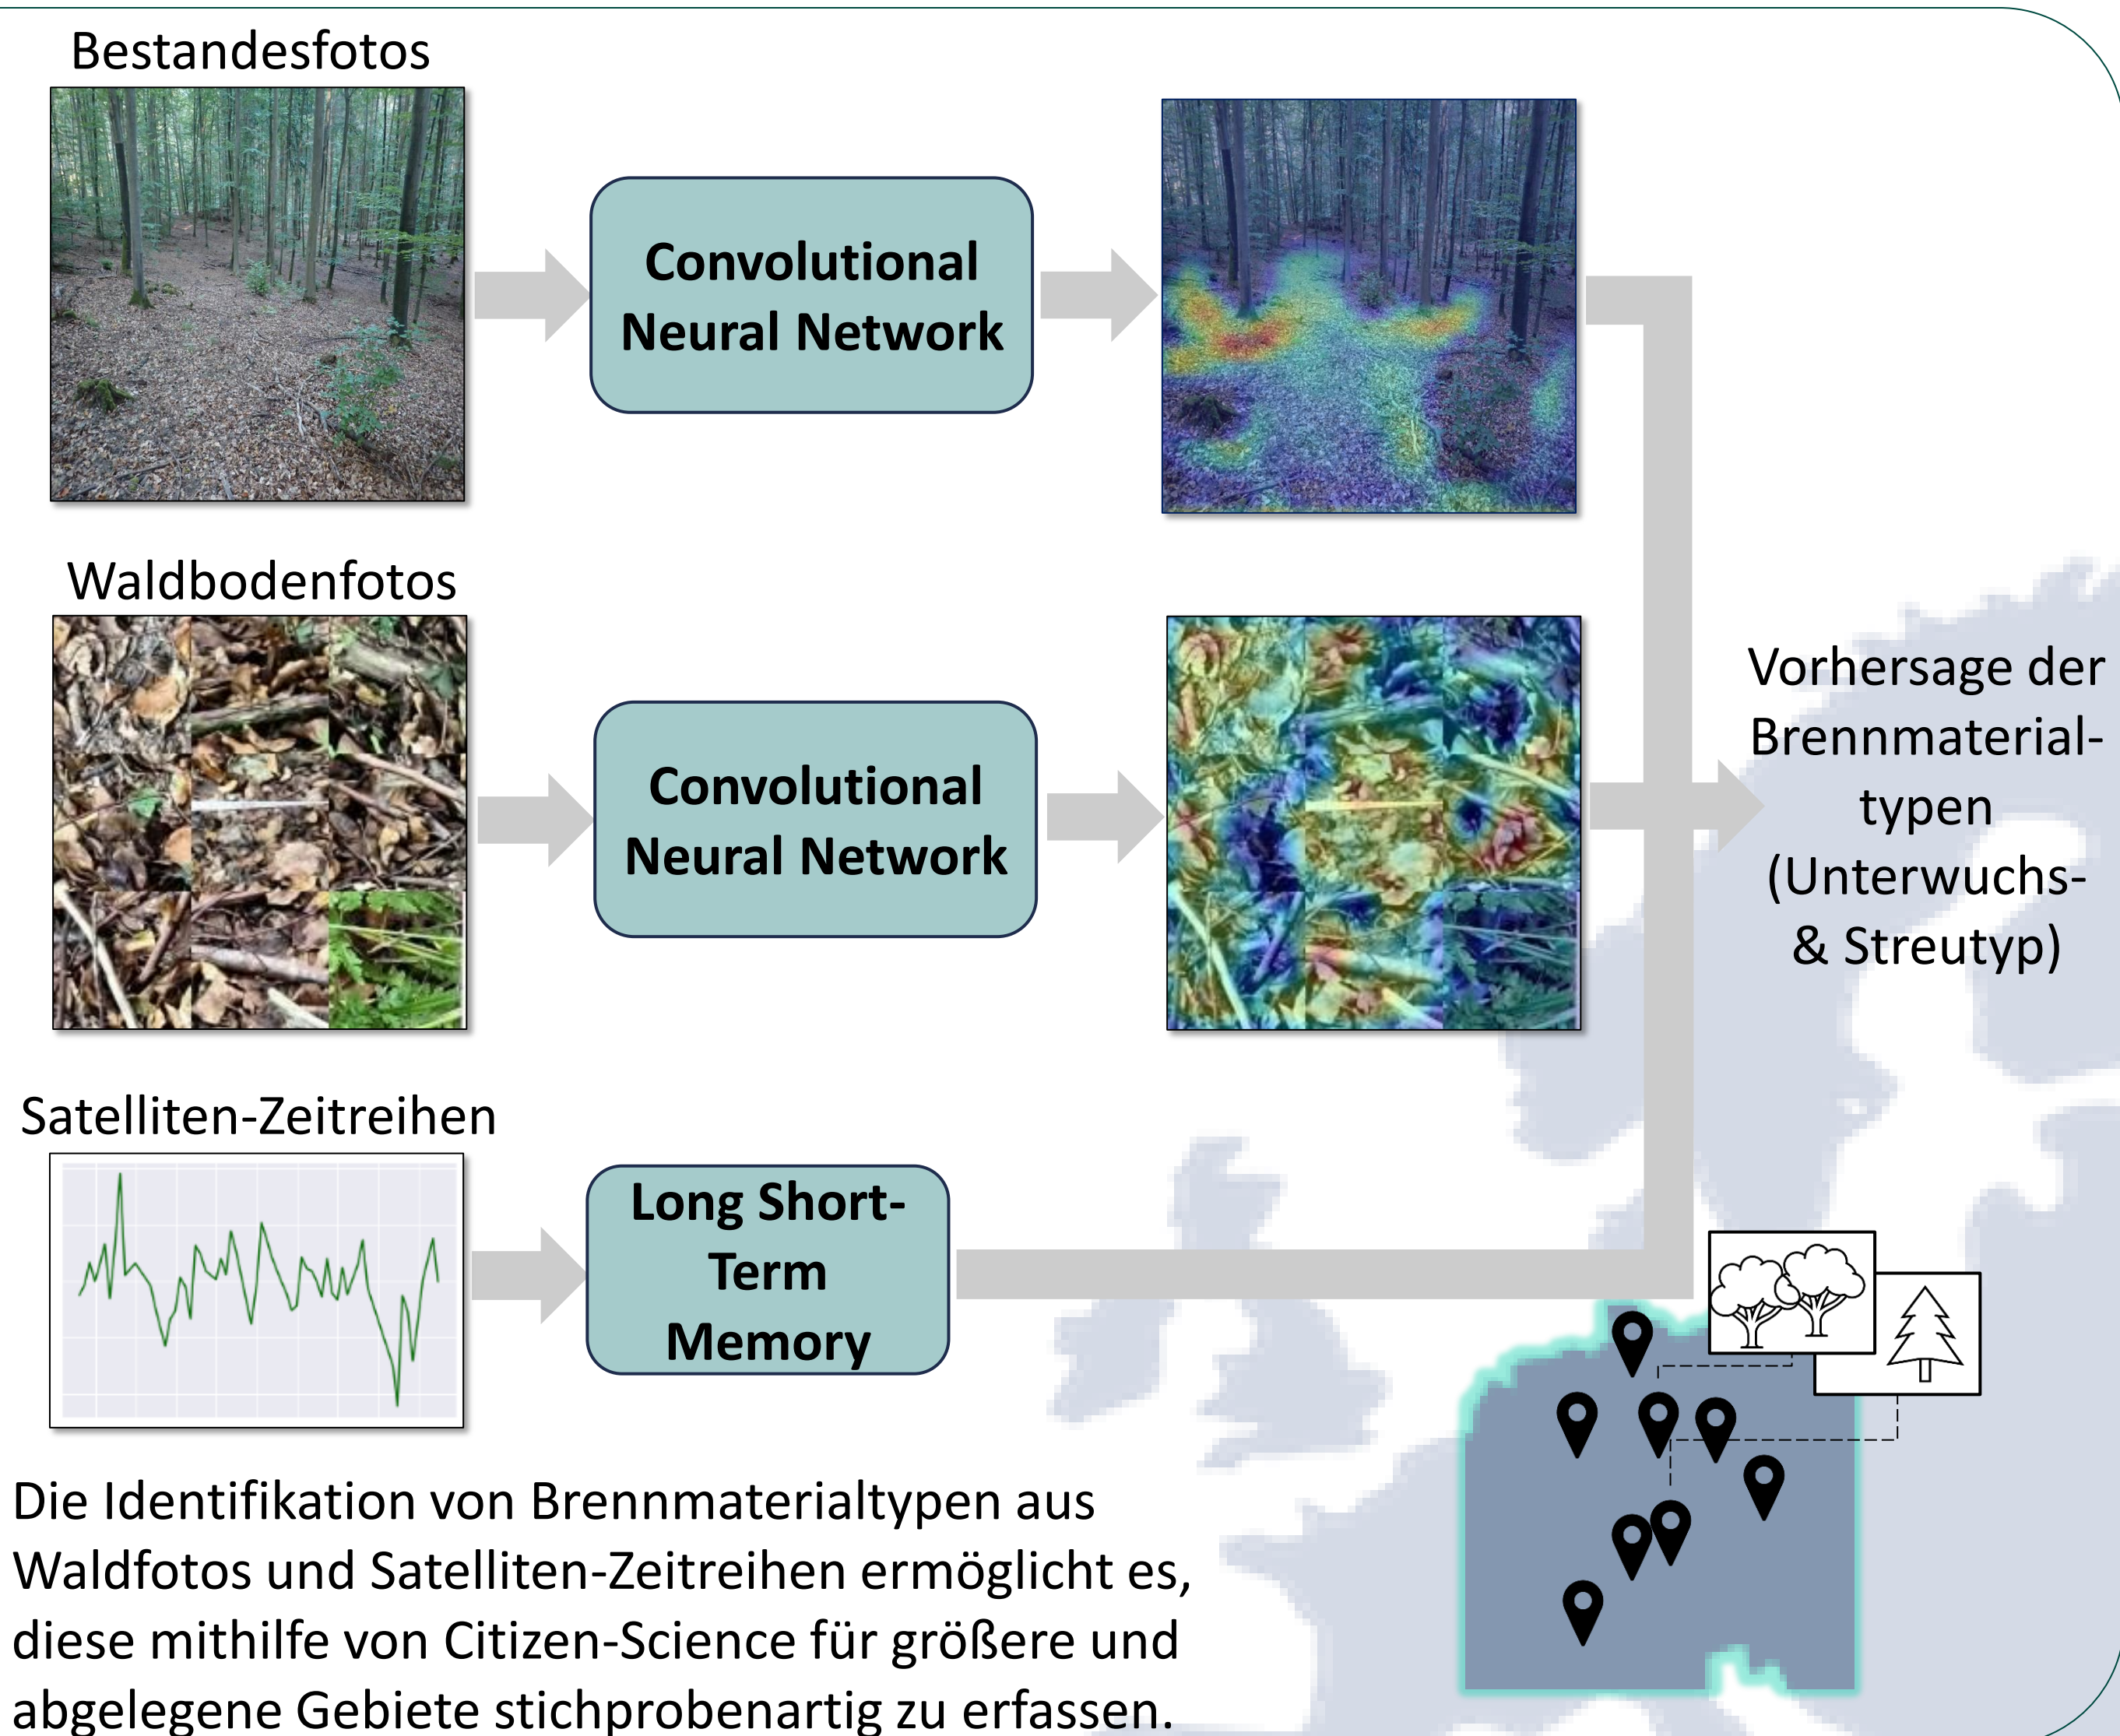 Bestandesfotos
Convolutional
Neural Network
Waldbodenfotos
Convolutional
Neural Network
Vorhersage der
Brennmaterial-
typen
(Unterwuchs-
& Streutyp)
Satelliten-Zeitreihen
Long Short-
Term
Memory
Die Identifikation von Brennmaterialtypen aus
Waldfotos und Satelliten-Zeitreihen ermöglicht es,
diese mithilfe von Citizen-Science für größere und
abgelegene Gebiete stichprobenartig zu erfassen.